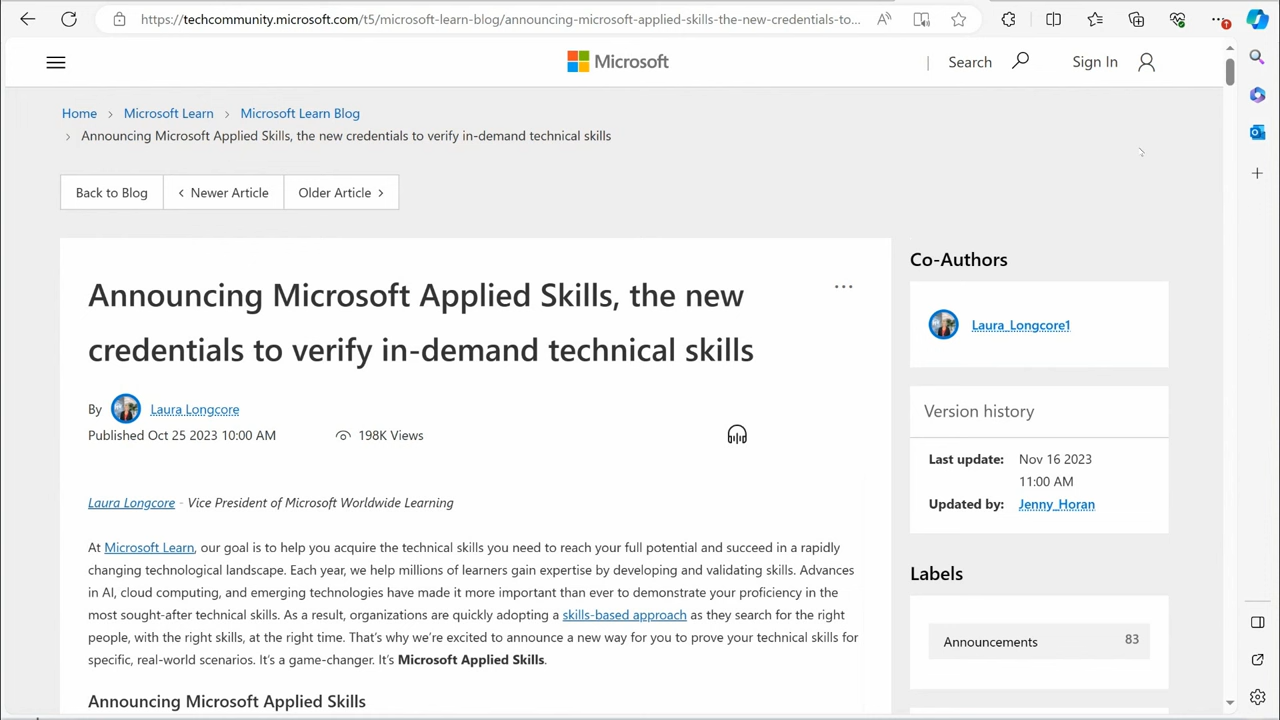 https://techcommunity.microsoft.com/t5/microsoft-learn-blog/announcing-microsoft-applied-skills-the-new-credentials-to...
Microsoft
Search
Sign In
Home > Microsoft Learn > Microsoft Learn Blog
> Announcing Microsoft Applied Skills, the new credentials to verify in-demand technical skills
Back to Blog
< Newer Article
Older Article >
Announcing Microsoft Applied Skills, the new
credentials to verify in-demand technical skills
By Laura Longcore
Published Oct 25 2023 10:00 AM
198K Views
Laura Longcore - Vice President of Microsoft Worldwide Learning
At Microsoft Learn, our goal is to help you acquire the technical skills you need to reach your full potential and succeed in a rapidly
changing technological landscape. Each year, we help millions of learners gain expertise by developing and validating skills. Advances
in AI, cloud computing, and emerging technologies have made it more important than ever to demonstrate your proficiency in the
most sought-after technical skills. As a result, organizations are quickly adopting a skills-based approach as they search for the right
people, with the right skills, at the right time. That's why we're excited to announce a new way for you to prove your technical skills for
specific, real-world scenarios. It's a game-changer. It's Microsoft Applied Skills.
Announcing Microsoft Applied Skills
Co-Authors
Laura_Longcore1
Version history
Last update: Nov 16 2023
11:00 AM
Updated by: Jenny_Horan
Labels
Announcements 83